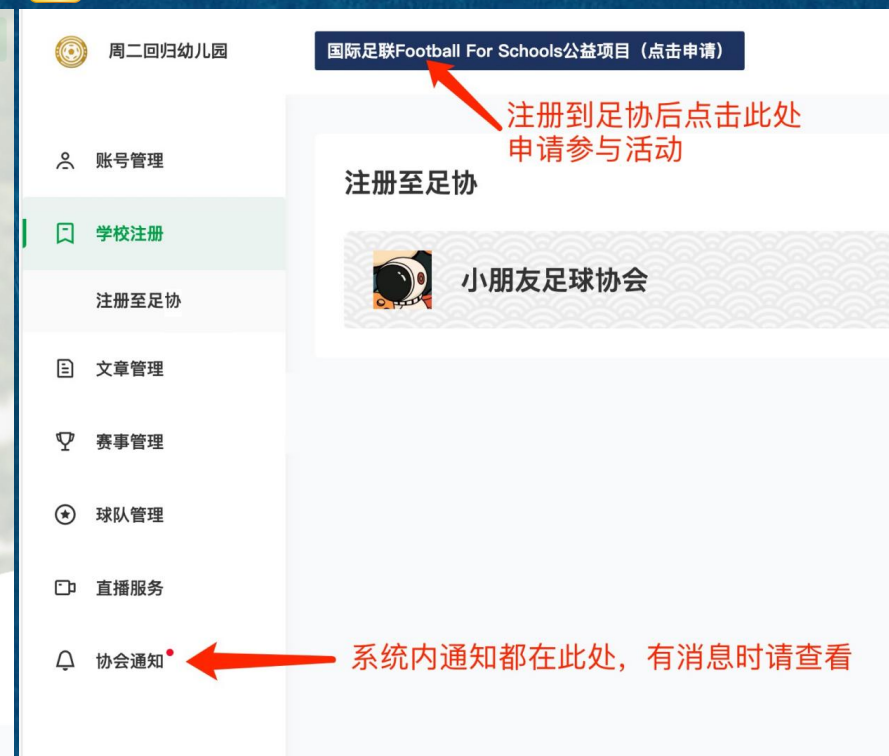 周二回归幼儿园
国际足联Football For Schools公益项目（点击申请）
注册到足协后点击此处
申请参与活动
账号管理
注册至足协
学校注册
小朋友足球协会
注册至足协
文章管理
赛事管理
球队管理
直播服务
协会通知
系统内通知都在此处，有消息时请查看